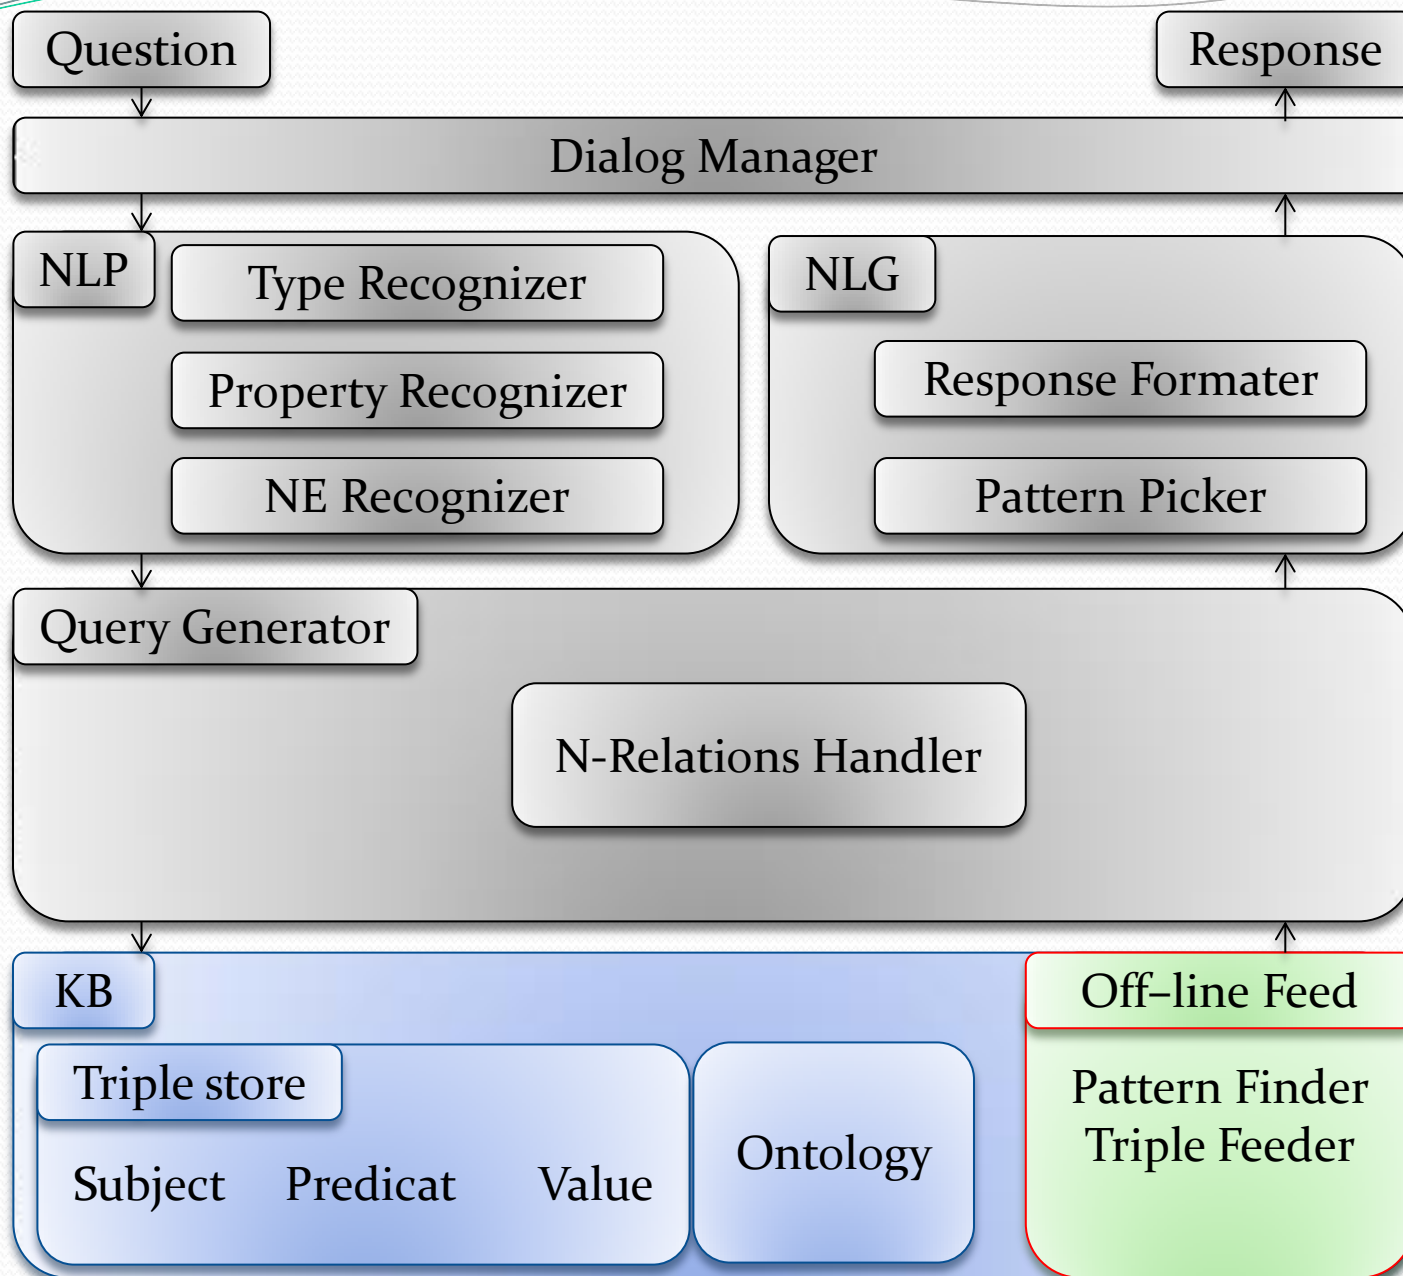 Question
Response
Dialog Manager
NLP
Type Recognizer
Property Recognizer
NE Recognizer
NLG
Response Formater
Pattern Picker
Query Generator
N-Relations Handler
KB
Triple store
Subject Predicat Value
Ontology
Off–line Feed
Pattern Finder
Triple Feeder